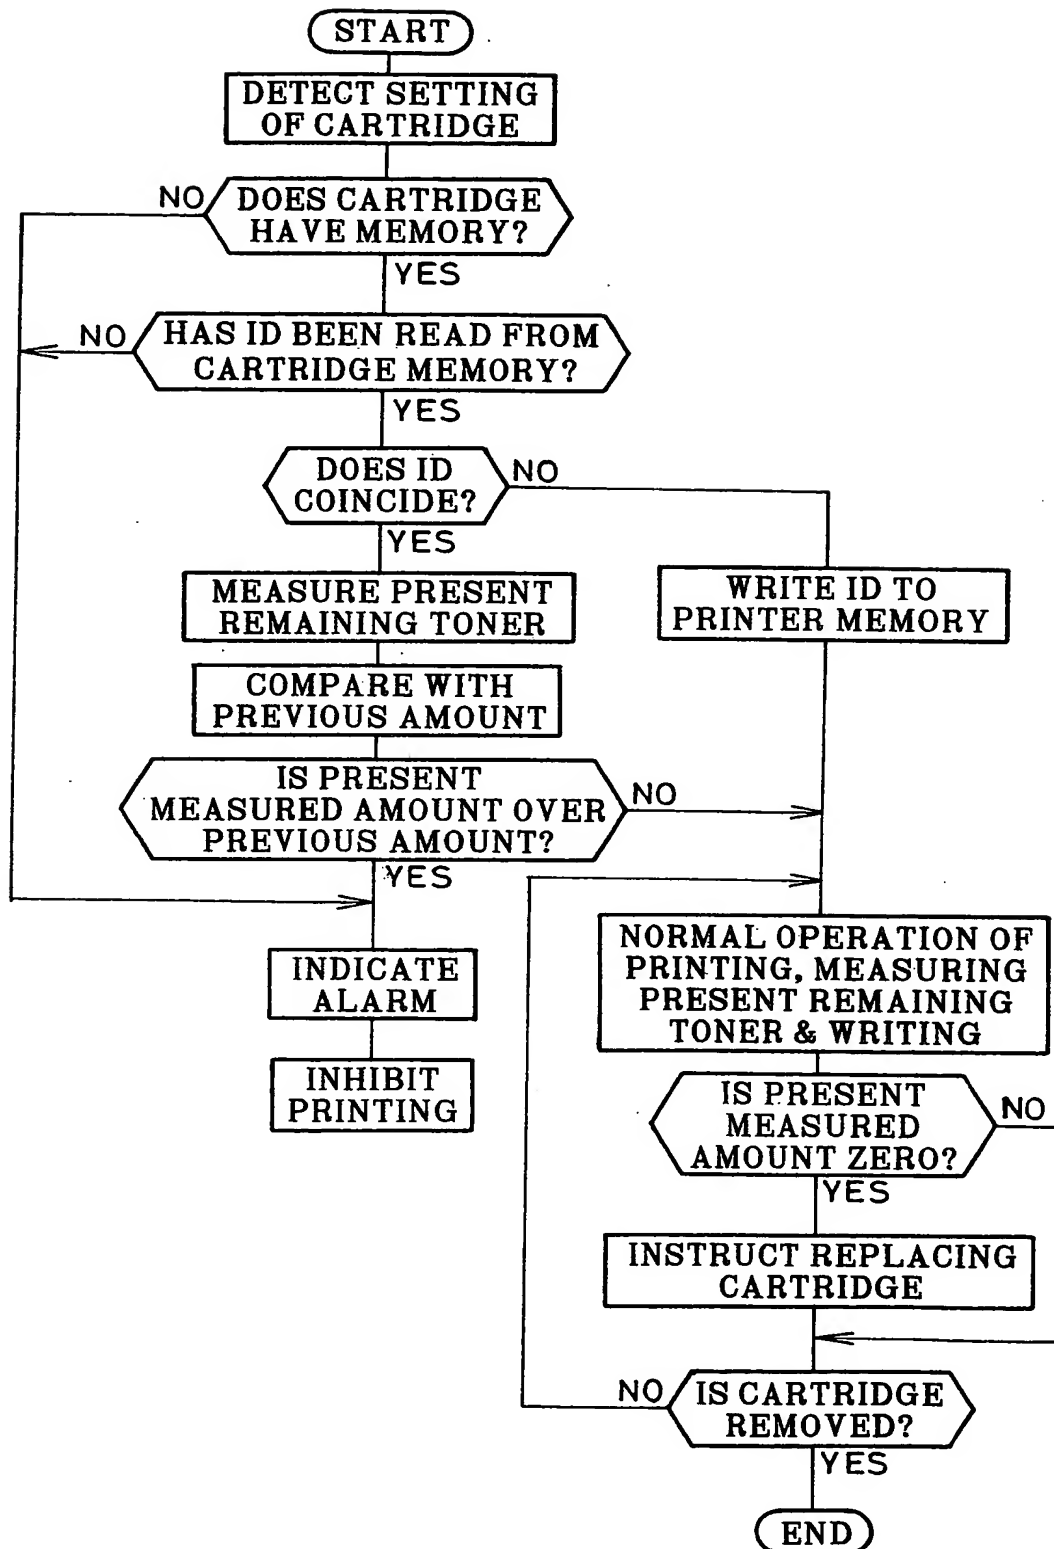 START
DETECT SETTING
OF CARTRIDGE
NO
DOES CARTRIDGE
HAVE MEMORY?
YES
NO
HAS ID BEEN READ FROM
CARTRIDGE MEMORY?
YES
DOES ID
COINCIDE?
NO
YES
MEASURE PRESENT
REMAINING TONER
WRITE ID TO
PRINTER MEMORY
COMPARE WITH
PREVIOUS AMOUNT
IS PRESENT
MEASURED AMOUNT OVER
PREVIOUS AMOUNT?
NO
YES
INDICATE
ALARM
INHIBIT
PRINTING
NORMAL OPERATION OF
PRINTING, MEASURING
PRESENT REMAINING
TONER & WRITING
IS PRESENT
MEASURED
AMOUNT ZERO?
NO
YES
INSTRUCT REPLACING
CARTRIDGE
NO
IS CARTRIDGE
REMOVED?
YES
END